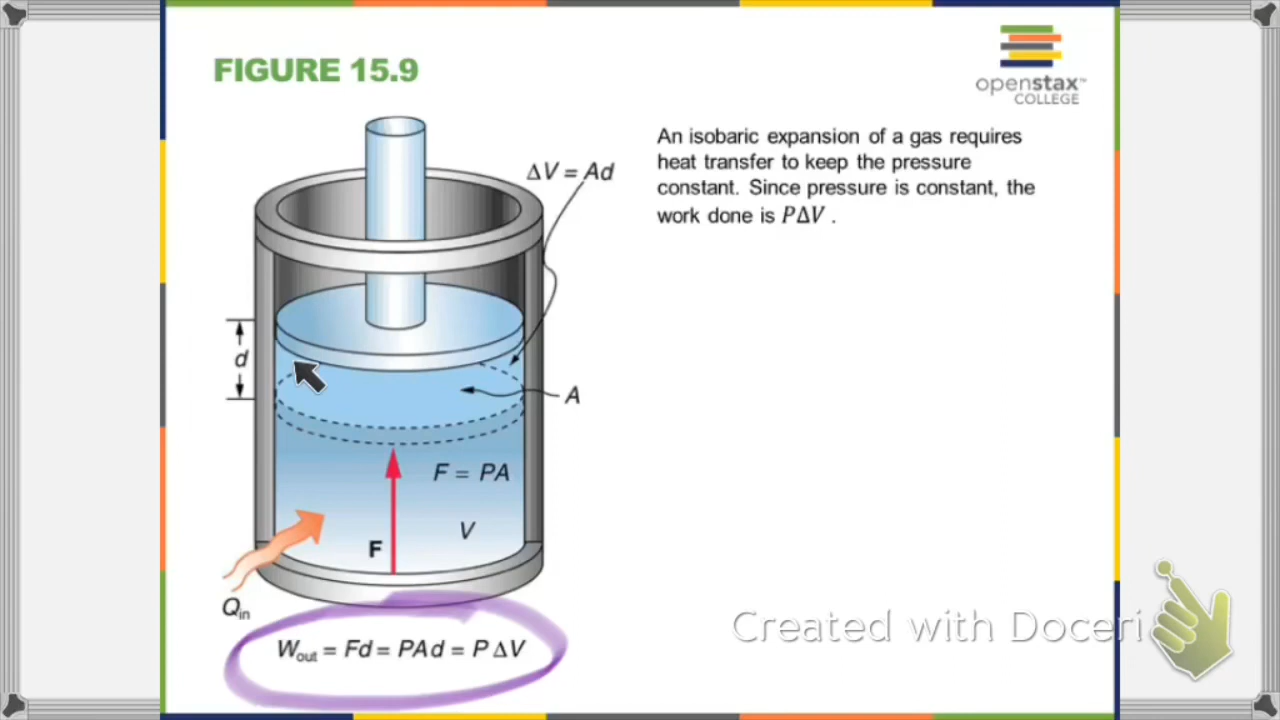 FIGURE 15.9
openstax™
COLLEGE
An isobaric expansion of a gas requires
heat transfer to keep the pressure
constant. Since pressure is constant, the
work done is PΔV .
ΔV = Ad
d
A
F = PA
V
F
Qin
Wout = Fd = PAd = P ΔV
Created with Doceri